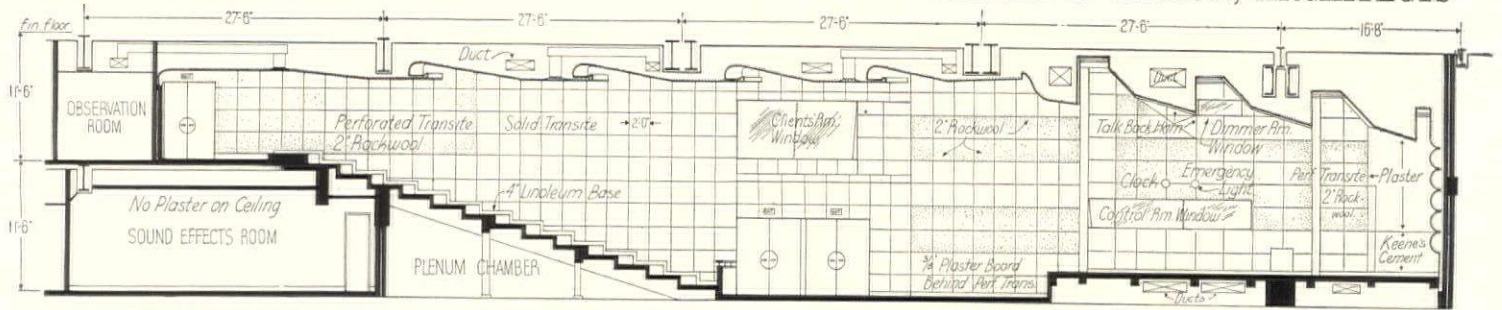 27'-6"
27'-6"
27'-6"
27'-6"
16'-8"
fin. floor
11'-6"
11'-6"
OBSERVATION
ROOM
Perforated Transite
2" Rockwool
Solid Transite
2'-0"
Duct
Clients Rm.
Window
2" Rockwool
Duct
Talk Back Horn
Dimmer Rm.
Window
Clock
Emergency
Light
Perf. Transite
2" Rock-
wool
Plaster
Control Rm. Window
Keene's
Cement
4" Linoleum Base
No Plaster on Ceiling
SOUND EFFECTS ROOM
PLENUM CHAMBER
Plaster Board
Behind Perf. Trans.
Ducts